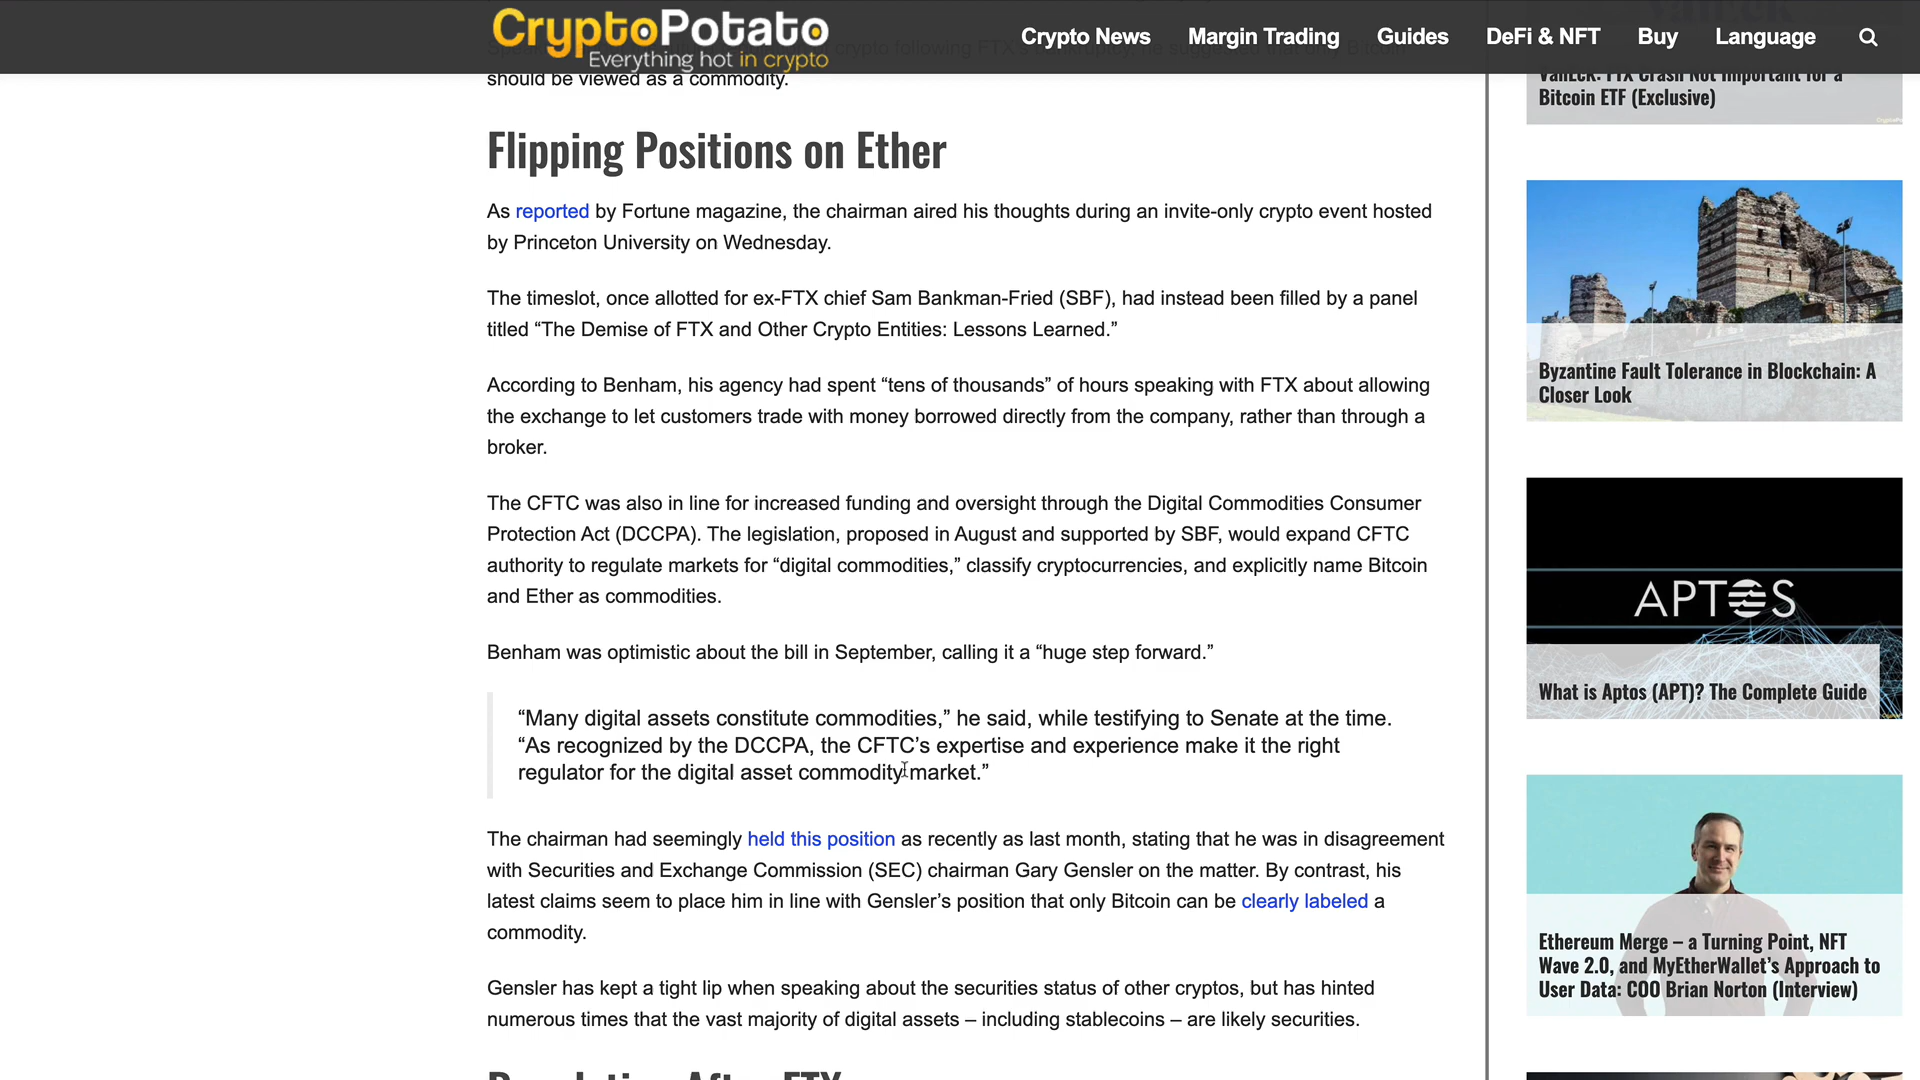 CryptoPotato
Everything hot in crypto
Crypto News
Margin Trading
Guides
DeFi & NFT
Buy
Language
should be viewed as a commodity.
Flipping Positions on Ether
As reported by Fortune magazine, the chairman aired his thoughts during an invite-only crypto event hosted
by Princeton University on Wednesday.
The timeslot, once allotted for ex-FTX chief Sam Bankman-Fried (SBF), had instead been filled by a panel
titled “The Demise of FTX and Other Crypto Entities: Lessons Learned.”
According to Benham, his agency had spent “tens of thousands” of hours speaking with FTX about allowing
the exchange to let customers trade with money borrowed directly from the company, rather than through a
broker.
The CFTC was also in line for increased funding and oversight through the Digital Commodities Consumer
Protection Act (DCCPA). The legislation, proposed in August and supported by SBF, would expand CFTC
authority to regulate markets for “digital commodities,” classify cryptocurrencies, and explicitly name Bitcoin
and Ether as commodities.
Benham was optimistic about the bill in September, calling it a “huge step forward.”
“Many digital assets constitute commodities,” he said, while testifying to Senate at the time.
“As recognized by the DCCPA, the CFTC’s expertise and experience make it the right
regulator for the digital asset commodity market.”
The chairman had seemingly held this position as recently as last month, stating that he was in disagreement
with Securities and Exchange Commission (SEC) chairman Gary Gensler on the matter. By contrast, his
latest claims seem to place him in line with Gensler’s position that only Bitcoin can be clearly labeled a
commodity.
Gensler has kept a tight lip when speaking about the securities status of other cryptos, but has hinted
numerous times that the vast majority of digital assets – including stablecoins – are likely securities.
Regulation After FTX
VanEck: FTX Crash Not Important for a
Bitcoin ETF (Exclusive)
Byzantine Fault Tolerance in Blockchain: A
Closer Look
APTOS
What is Aptos (APT)? The Complete Guide
Ethereum Merge – a Turning Point, NFT
Wave 2.0, and MyEtherWallet’s Approach to
User Data: COO Brian Norton (Interview)